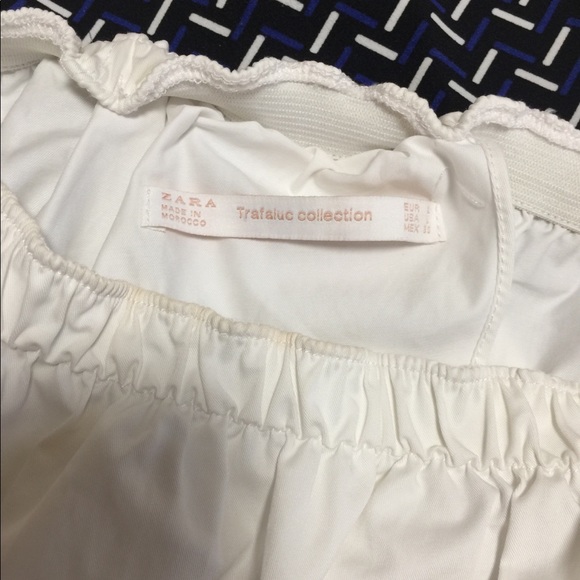 ZARA
MADE IN
MOROCCO
Trafaluc collection
EUR
USA
MEX